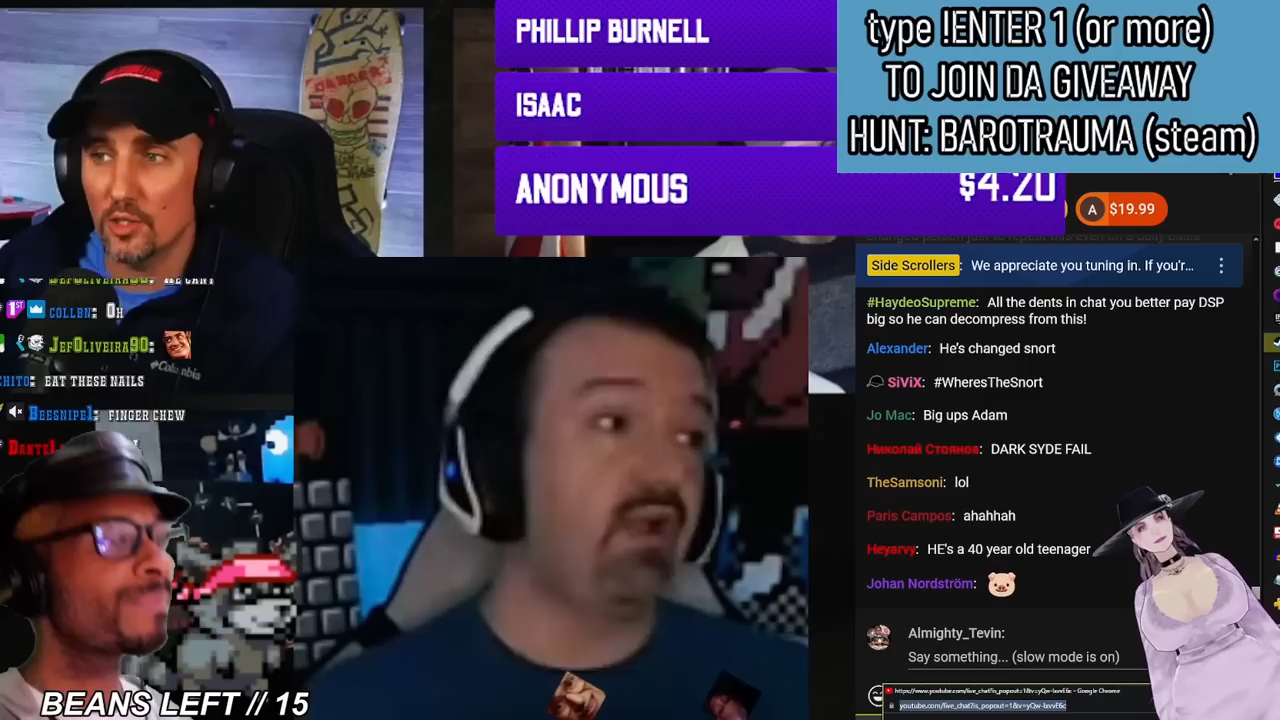 PHILLIP BURNELL
ISAAC
ANONYMOUS
$4.20
type !ENTER 1 (or more)
TO JOIN DA GIVEAWAY
HUNT: BAROTRAUMA (steam)
A $19.99
DANGER
Side Scrollers: We appreciate you tuning in. If you'r...
#HaydeoSupreme: All the dents in chat you better pay DSP
big so he can decompress from this!
Alexander: He's changed snort
SiViX: #WheresTheSnort
Jo Mac: Big ups Adam
Николай Стоянов: DARK SYDE FAIL
TheSamsoni: lol
Paris Campos: ahahhah
Heyarvy: HE's a 40 year old teenager
Johan Nordström:
Almighty_Tevin:
Say something... (slow mode is on)
1ST COLLBN: OH
JEFOLIVEIRA90:
Columbia
CHITO: EAT THESE NAILS
BEESNIPE1: FINGER CHEW
BEANS LEFT // 15